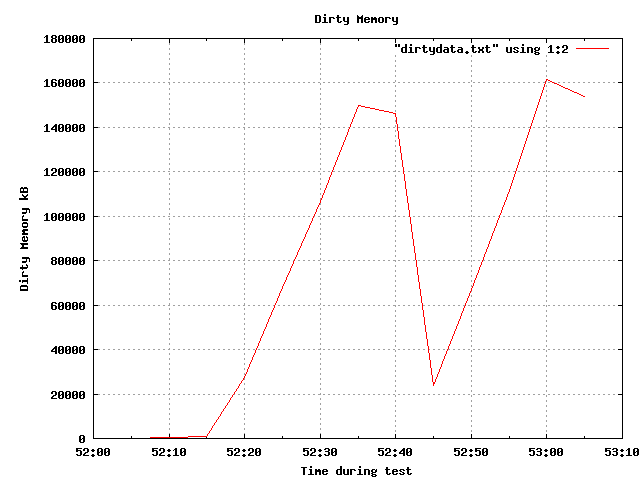 Dirty Memory
"dirtydata.txt" using 1:2
180000
160000
140000
120000
100000
80000
60000
40000
20000
0
Dirty Memory kB
52:00 52:10 52:20 52:30 52:40 52:50 53:00 53:10
Time during test